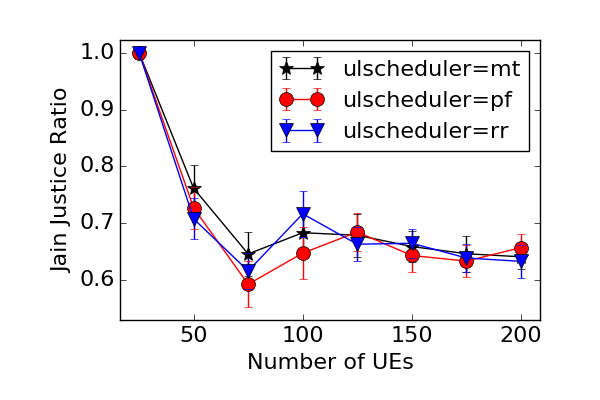 1.0
0.9
0.8
0.7
0.6
Jain Justice Ratio
ulscheduler=mt
ulscheduler=pf
ulscheduler=rr
50
100
150
200
Number of UEs